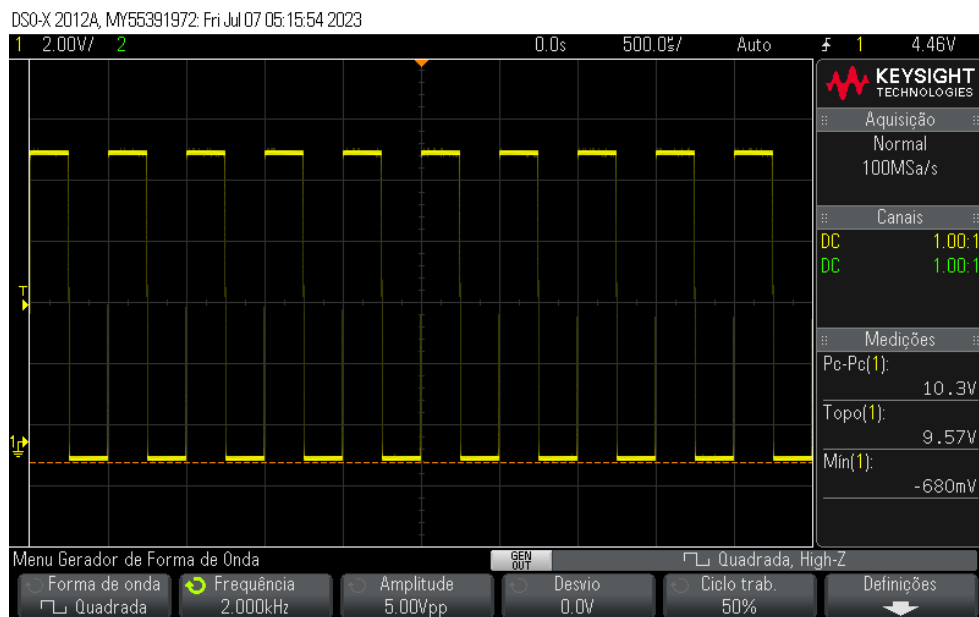 DSO-X 2012A, MY55391972: Fri Jul 07 05:15:54 2023
1 2.00V/ 2 0.0s 500.0µs/ Auto 1 4.46V
KEYSIGHT
TECHNOLOGIES
Aquisição
Normal
100MSa/s
Canais
DC 1.00:1
DC 1.00:1
T
1
Medições
Pc-Pc(1):
10.3V
Topo(1):
9.57V
Mín(1):
-680mV
Menu Gerador de Forma de Onda GEN OUT Quadrada, High-Z
Forma de onda Frequência Amplitude Desvio Ciclo trab. Definições
Quadrada 2.000kHz 5.00Vpp 0.0V 50%